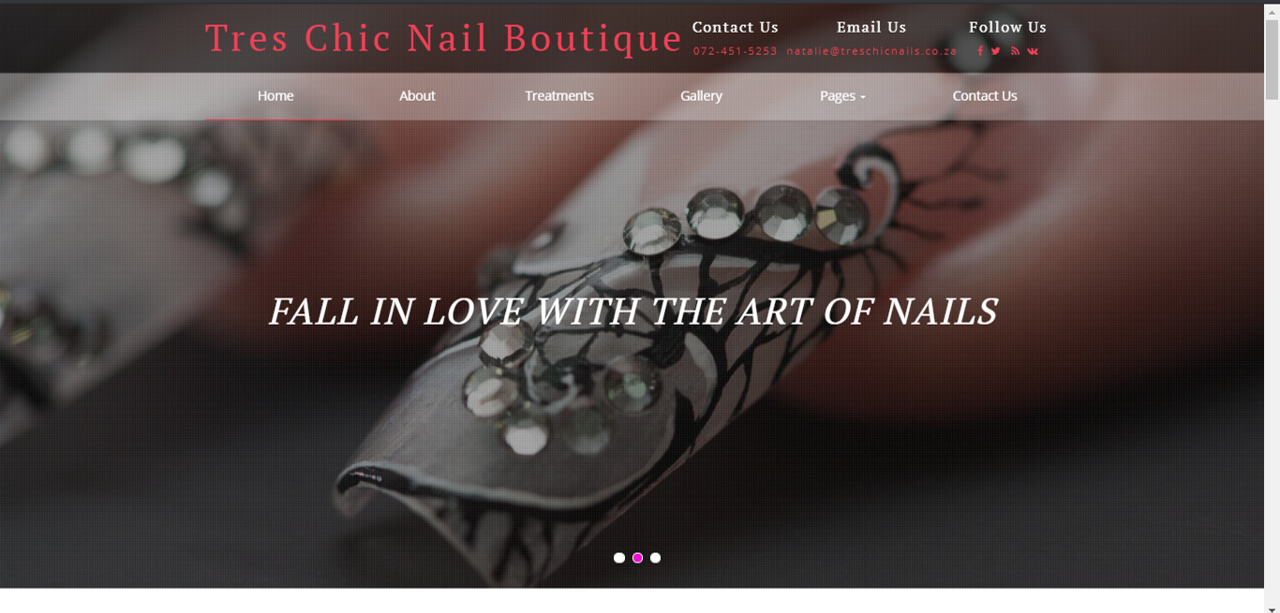 Tres Chic Nail Boutique
Contact Us
Email Us
Follow Us
072-451-5253
natalie@treschicnails.co.za
Home
About
Treatments
Gallery
Pages
Contact Us
FALL IN LOVE WITH THE ART OF NAILS